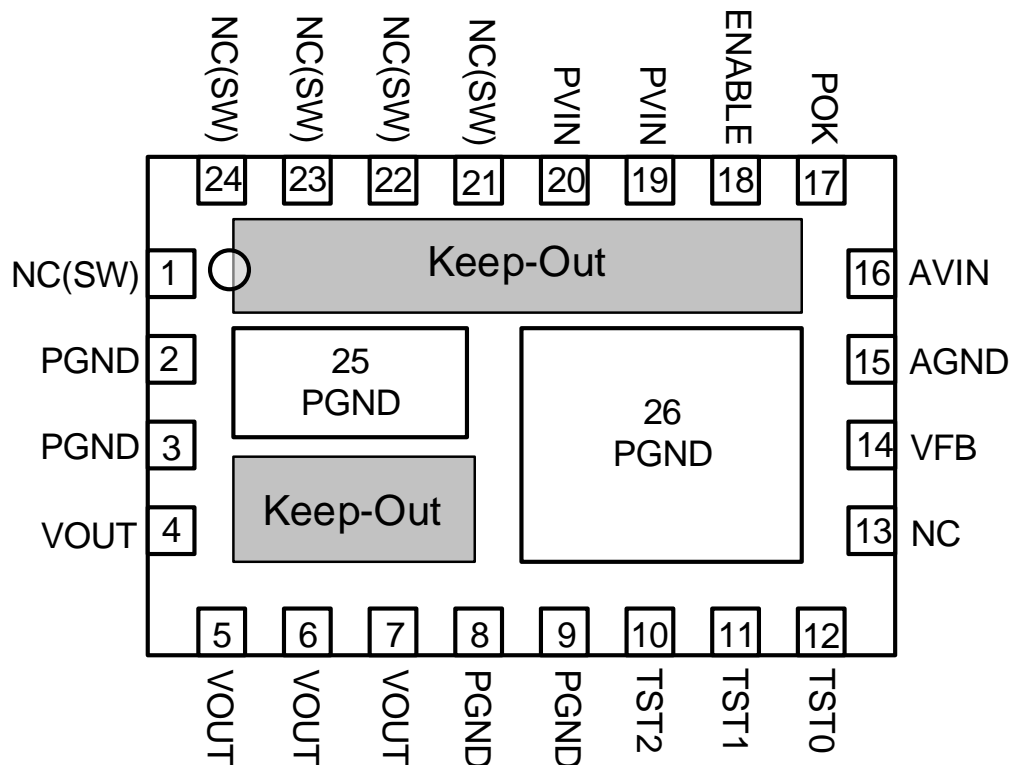 NC(SW)
NC(SW)
NC(SW)
NC(SW)
PVIN
PVIN
ENABLE
POK
24
23
22
21
20
19
18
17
NC(SW)
1
Keep-Out
16
AVIN
PGND
2
25
PGND
26
PGND
15
AGND
PGND
3
14
VFB
VOUT
4
Keep-Out
13
NC
5
6
7
8
9
10
11
12
VOUT
VOUT
VOUT
PGND
PGND
TST2
TST1
TST0